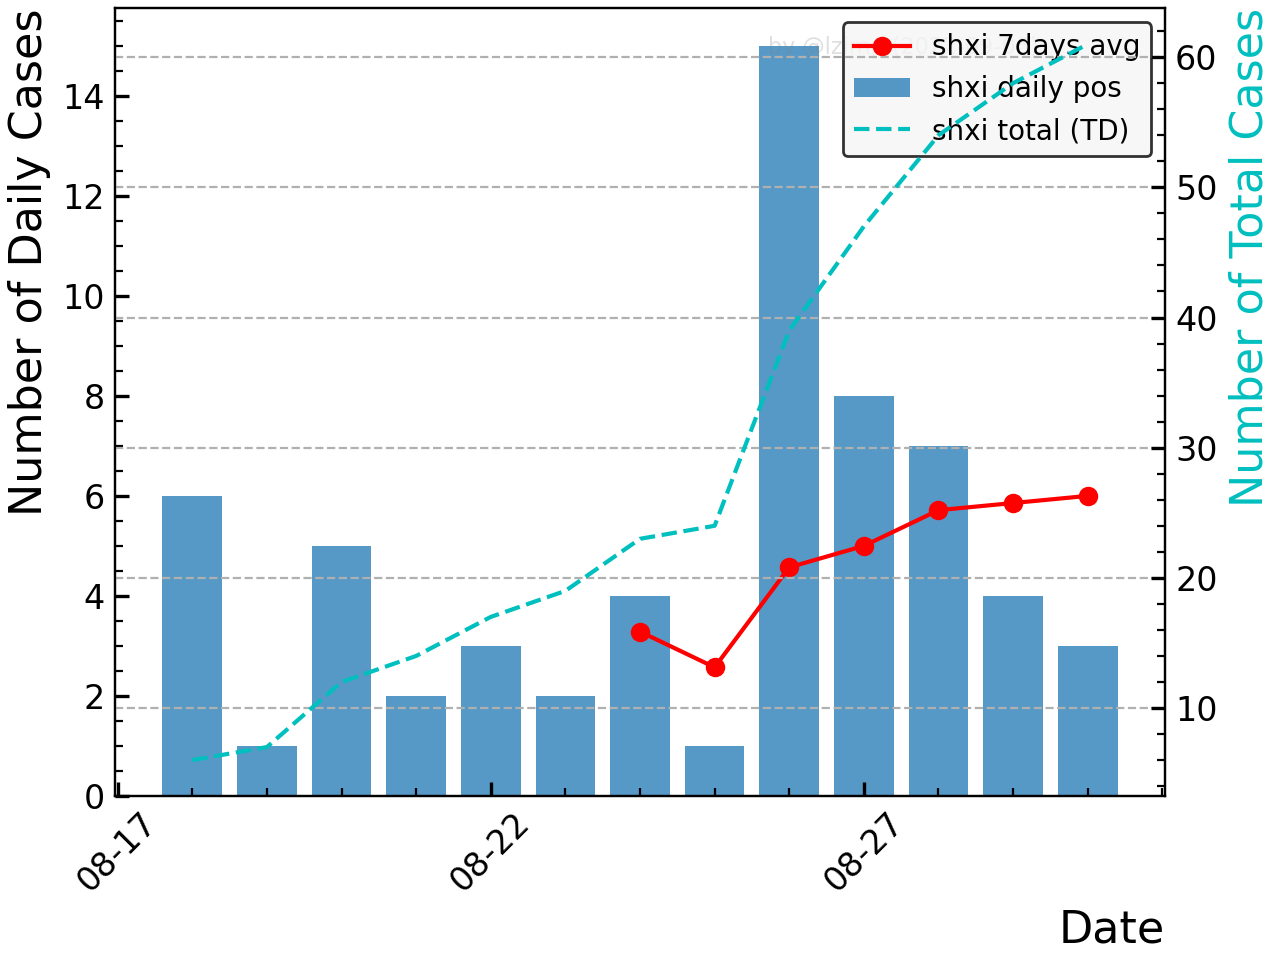 Number of Daily Cases
14
12
10
8
6
4
2
0
by @lz
shxi 7days avg
shxi daily pos
shxi total (TD)
60
50
40
30
20
10
Number of Total Cases
08-17
08-22
08-27
Date